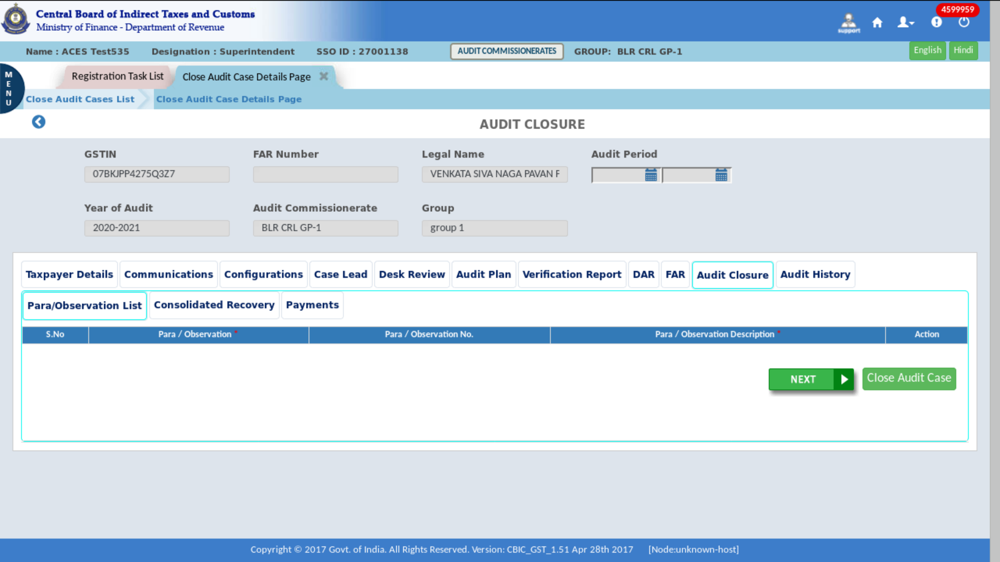 Central Board of Indirect Taxes and Customs
Ministry of Finance - Department of Revenue
support
4599959
Name : ACES Test535 Designation : Superintendent SSO ID : 27001138 AUDIT COMMISSIONERATES GROUP: BLR CRL GP-1 English Hindi
MENU
Registration Task List Close Audit Case Details Page
Close Audit Cases List Close Audit Case Details Page
AUDIT CLOSURE
GSTIN FAR Number Legal Name Audit Period
07BKJPP4275Q3Z7 VENKATA SIVA NAGA PAVAN
Year of Audit Audit Commissionerate Group
2020-2021 BLR CRL GP-1 group 1
Taxpayer Details Communications Configurations Case Lead Desk Review Audit Plan Verification Report DAR FAR Audit Closure Audit History
Para/Observation List Consolidated Recovery Payments
S.No Para / Observation * Para / Observation No. Para / Observation Description * Action
NEXT Close Audit Case
Copyright © 2017 Govt. of India. All Rights Reserved. Version: CBIC_GST_1.51 Apr 28th 2017 [Node:unknown-host]